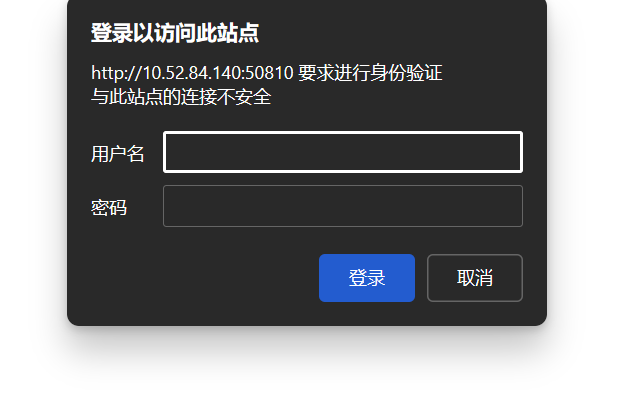 登录以访问此站点
http://10.52.84.140:50810 要求进行身份验证
与此站点的连接不安全
用户名
密码
登录 取消